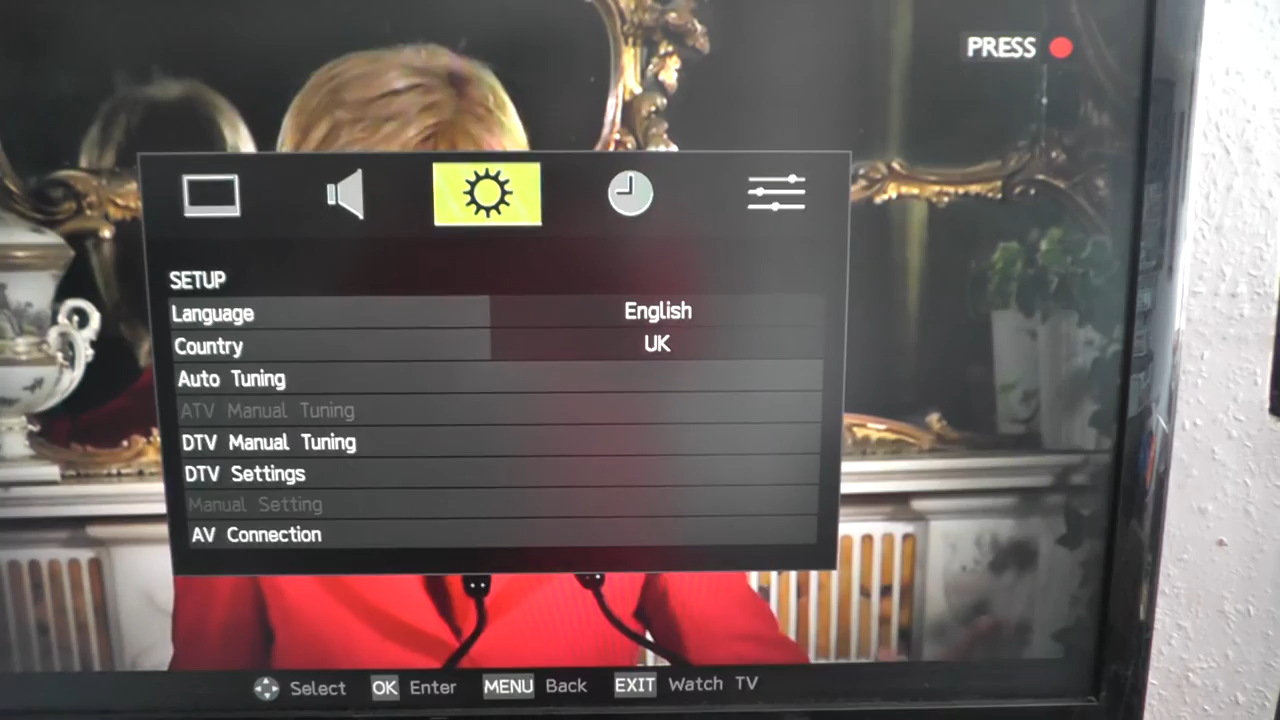 PRESS
SETUP
Language English
Country UK
Auto Tuning
ATV Manual Tuning
DTV Manual Tuning
DTV Settings
Manual Setting
AV Connection
Select OK Enter MENU Back EXIT Watch TV